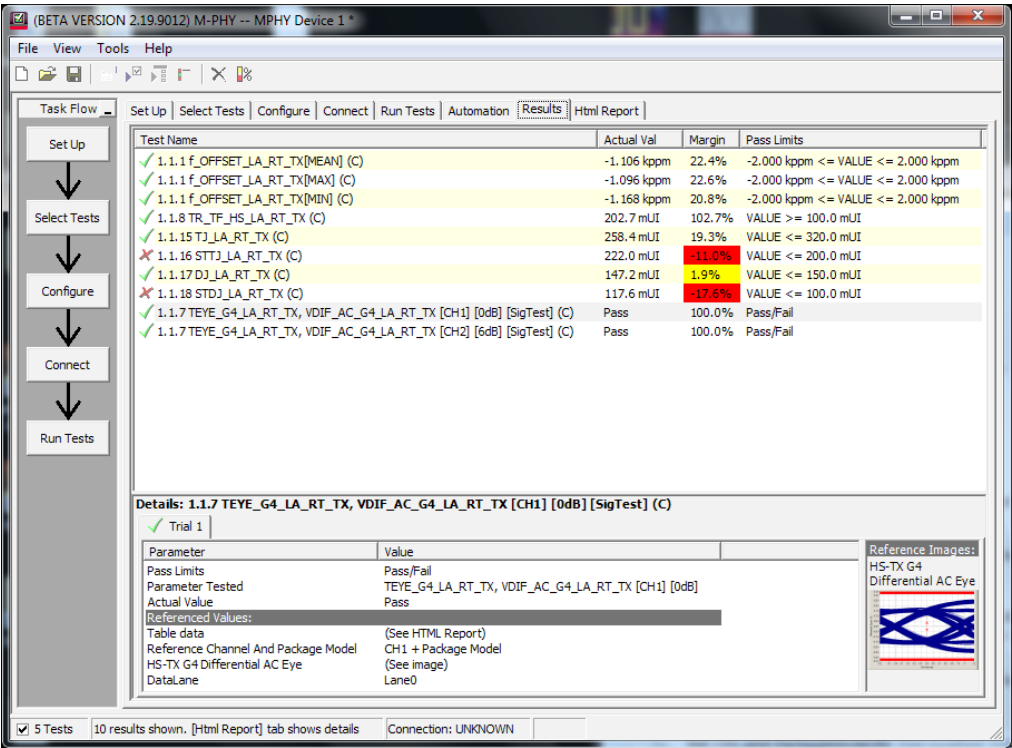 (BETA VERSION 2.19.9012) M-PHY -- MPHY Device 1 *
File View Tools Help
Task Flow
Set Up
Select Tests
Configure
Connect
Run Tests
Set Up Select Tests Configure Connect Run Tests Automation Results Html Report
Test Name Actual Val Margin Pass Limits
1.1.1 f_OFFSET_LA_RT_TX[MEAN] (C) -1.106 kppm 22.4% -2.000 kppm <= VALUE <= 2.000 kppm
1.1.1 f_OFFSET_LA_RT_TX[MAX] (C) -1.096 kppm 22.6% -2.000 kppm <= VALUE <= 2.000 kppm
1.1.1 f_OFFSET_LA_RT_TX[MIN] (C) -1.168 kppm 20.8% -2.000 kppm <= VALUE <= 2.000 kppm
1.1.8 TR_TF_HS_LA_RT_TX (C) 202.7 mUI 102.7% VALUE >= 100.0 mUI
1.1.15 TJ_LA_RT_TX (C) 258.4 mUI 19.3% VALUE <= 320.0 mUI
1.1.16 STTJ_LA_RT_TX (C) 222.0 mUI -11.0% VALUE <= 200.0 mUI
1.1.17 DJ_LA_RT_TX (C) 147.2 mUI 1.9% VALUE <= 150.0 mUI
1.1.18 STDJ_LA_RT_TX (C) 117.6 mUI -17.6% VALUE <= 100.0 mUI
1.1.7 TEYE_G4_LA_RT_TX, VDIF_AC_G4_LA_RT_TX [CH1] [0dB] [SigTest] (C) Pass 100.0% Pass/Fail
1.1.7 TEYE_G4_LA_RT_TX, VDIF_AC_G4_LA_RT_TX [CH2] [6dB] [SigTest] (C) Pass 100.0% Pass/Fail
Details: 1.1.7 TEYE_G4_LA_RT_TX, VDIF_AC_G4_LA_RT_TX [CH1] [0dB] [SigTest] (C)
Trial 1
Parameter Value
Pass Limits Pass/Fail
Parameter Tested TEYE_G4_LA_RT_TX, VDIF_AC_G4_LA_RT_TX [CH1] [0dB]
Actual Value Pass
Referenced Values:
Table data (See HTML Report)
Reference Channel And Package Model CH1 + Package Model
HS-TX G4 Differential AC Eye (See image)
DataLane Lane0
Reference Images:
HS-TX G4
Differential AC Eye
5 Tests 10 results shown. [Html Report] tab shows details Connection: UNKNOWN